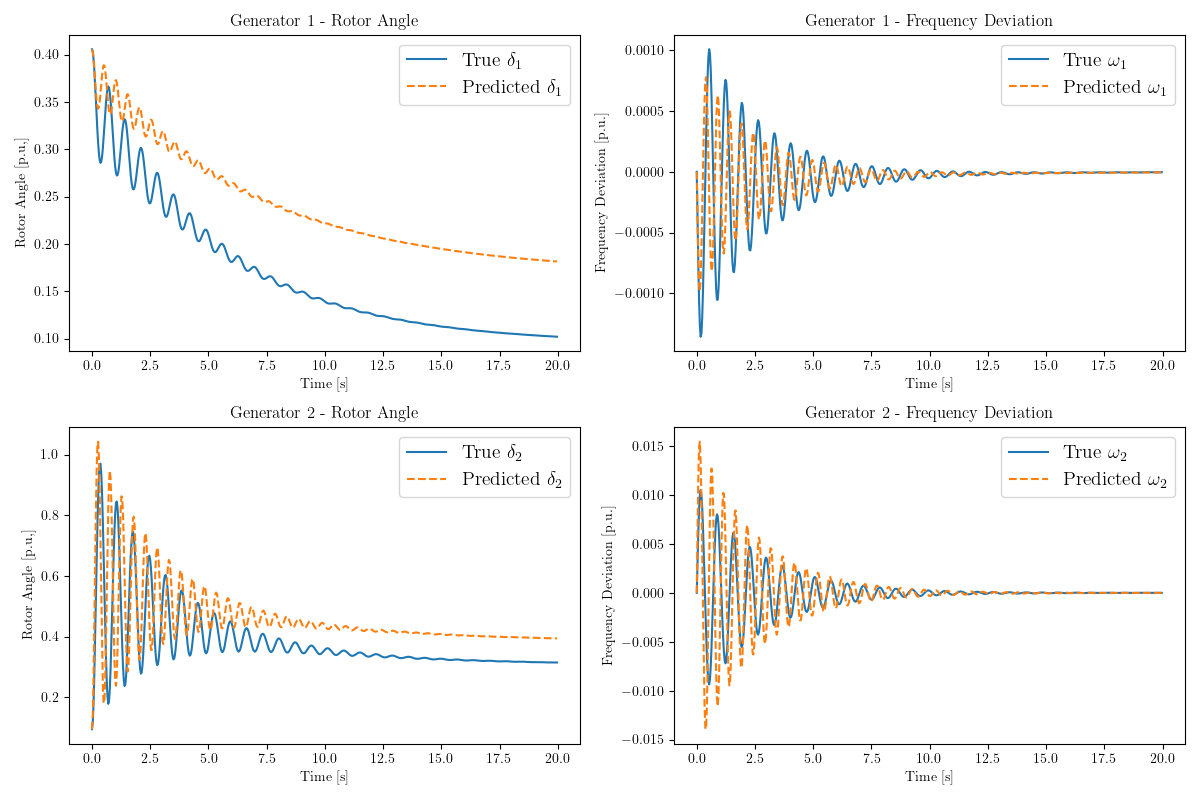 Generator 1 - Rotor Angle
Rotor Angle [p.u.]
0.40
0.35
0.30
0.25
0.20
0.15
0.10
True δ1
Predicted δ1
0.0 2.5 5.0 7.5 10.0 12.5 15.0 17.5 20.0
Time [s]
Generator 1 - Frequency Deviation
Frequency Deviation [p.u.]
0.0010
0.0005
0.0000
−0.0005
−0.0010
True ω1
Predicted ω1
0.0 2.5 5.0 7.5 10.0 12.5 15.0 17.5 20.0
Time [s]
Generator 2 - Rotor Angle
Rotor Angle [p.u.]
1.0
0.8
0.6
0.4
0.2
True δ2
Predicted δ2
0.0 2.5 5.0 7.5 10.0 12.5 15.0 17.5 20.0
Time [s]
Generator 2 - Frequency Deviation
Frequency Deviation [p.u.]
0.015
0.010
0.005
0.000
−0.005
−0.010
−0.015
True ω2
Predicted ω2
0.0 2.5 5.0 7.5 10.0 12.5 15.0 17.5 20.0
Time [s]